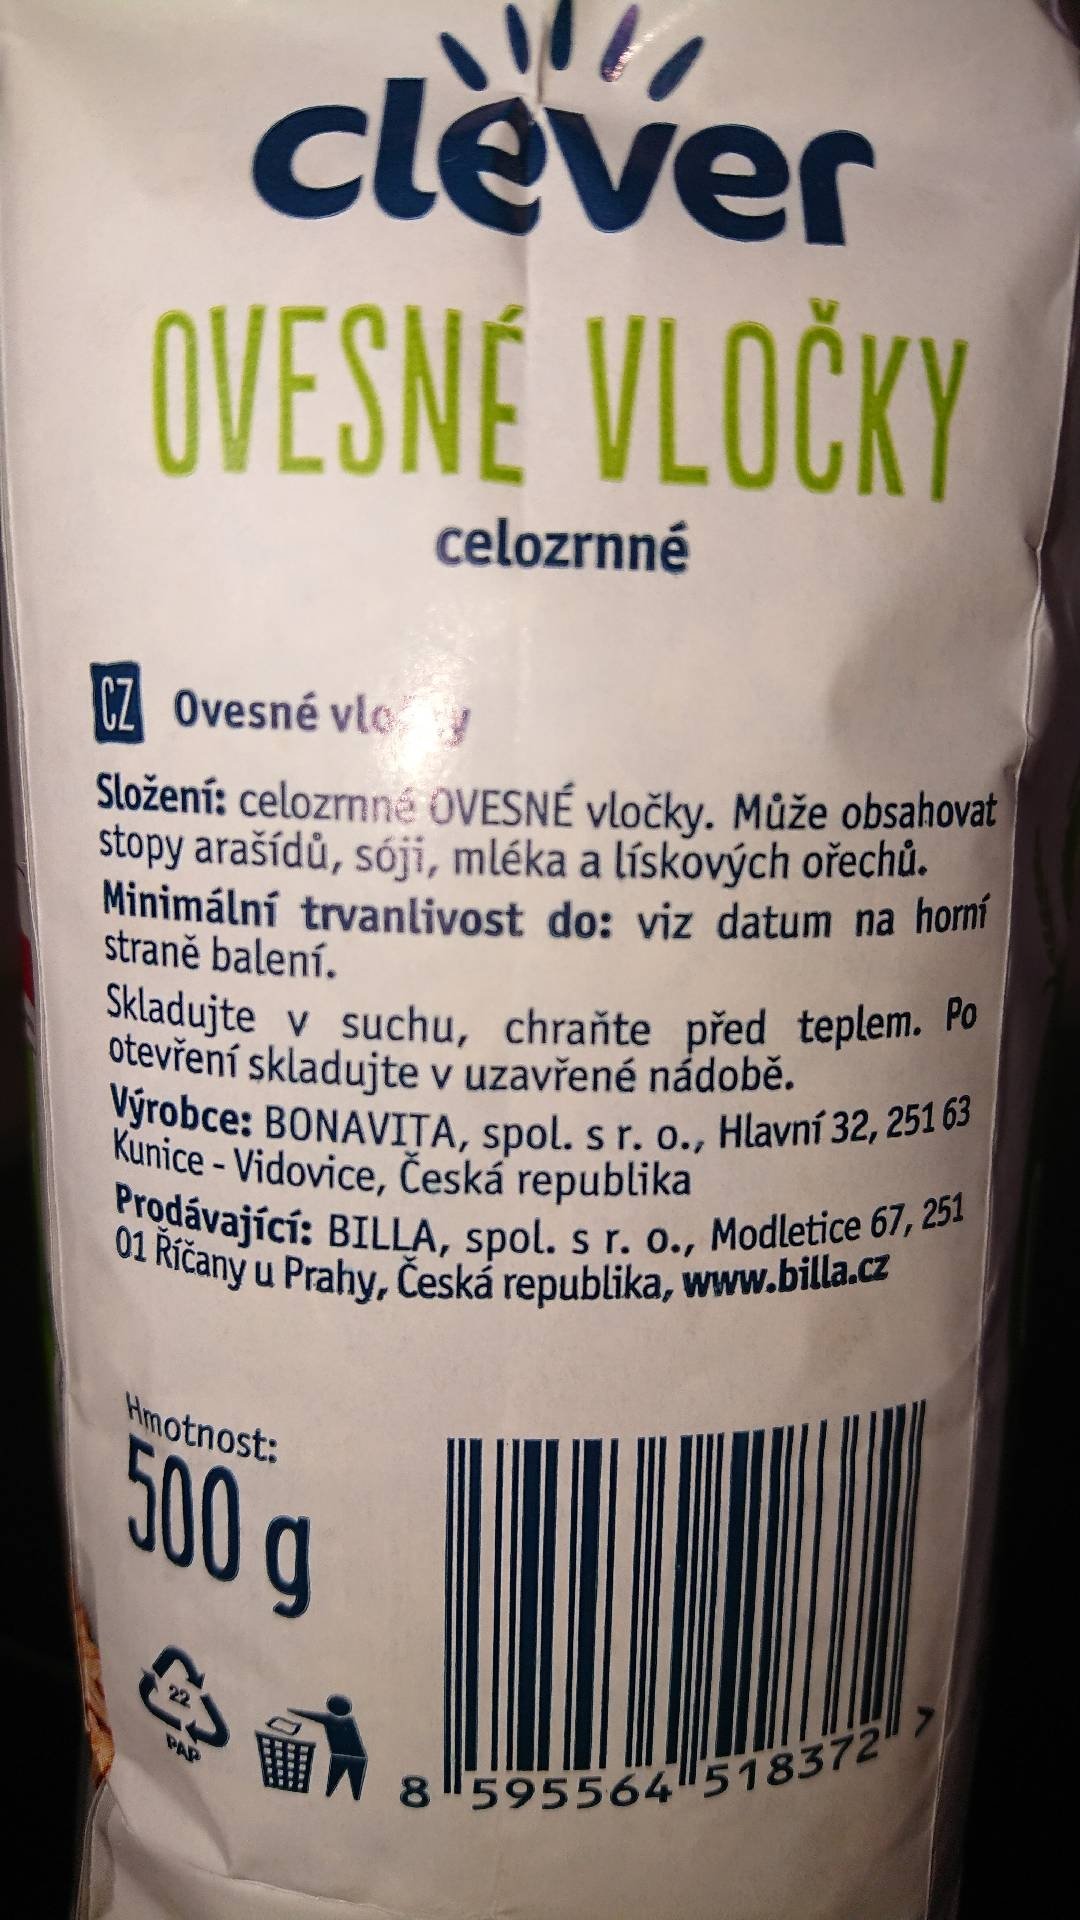 clever
OVESNÉ VLOČKY
celozrnné
CZ Ovesné
Složení: celozrnné OVESNÉ vločky. Může obsahovat
stopy arašídů, sóji, mléka a lískových ořechů.
Minimální trvanlivost do: viz datum na horní
straně balení.
Skladujte v suchu, chraňte před teplem. Po
otevření skladujte v uzavřené nádobě.
Výrobce: BONAVITA, spol. s r. o., Hlavní 32, 251 63
Kunice - Vidovice, Česká republika
Prodávající: BILLA, spol. s r. o., Modletice 67, 251
01 Říčany u Prahy, Česká republika, www.billa.cz
Hmotnost:
500 g
22
PAP
8 595564 518372 >